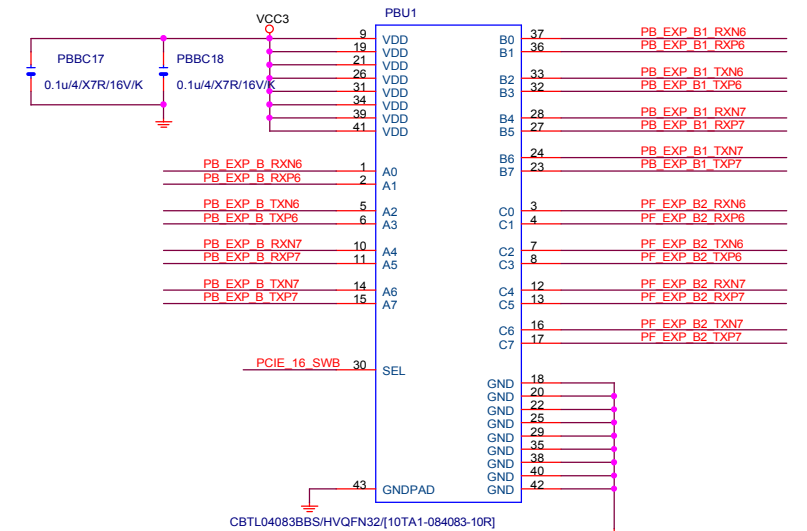 PBU1
VCC3
PBBC17
0.1u/4/X7R/16V/K
PBBC18
0.1u/4/X7R/16V/K
9 VDD
19 VDD
21 VDD
26 VDD
31 VDD
34 VDD
39 VDD
41 VDD
PB_EXP_B_RXN6 1 A0
PB_EXP_B_RXP6 2 A1
PB_EXP_B_TXN6 5 A2
PB_EXP_B_TXP6 6 A3
PB_EXP_B_RXN7 10 A4
PB_EXP_B_RXP7 11 A5
PB_EXP_B_TXN7 14 A6
PB_EXP_B_TXP7 15 A7
PCIE_16_SWB 30 SEL
43 GNDPAD
B0 37 PB_EXP_B1_RXN6
B1 36 PB_EXP_B1_RXP6
B2 33 PB_EXP_B1_TXN6
B3 32 PB_EXP_B1_TXP6
B4 28 PB_EXP_B1_RXN7
B5 27 PB_EXP_B1_RXP7
B6 24 PB_EXP_B1_TXN7
B7 23 PB_EXP_B1_TXP7
C0 3 PF_EXP_B2_RXN6
C1 4 PF_EXP_B2_RXP6
C2 7 PF_EXP_B2_TXN6
C3 8 PF_EXP_B2_TXP6
C4 12 PF_EXP_B2_RXN7
C5 13 PF_EXP_B2_RXP7
C6 16 PF_EXP_B2_TXN7
C7 17 PF_EXP_B2_TXP7
GND 18
GND 20
GND 22
GND 25
GND 29
GND 35
GND 38
GND 40
GND 42
CBTL04083BBS/HVQFN32/[10TA1-084083-10R]